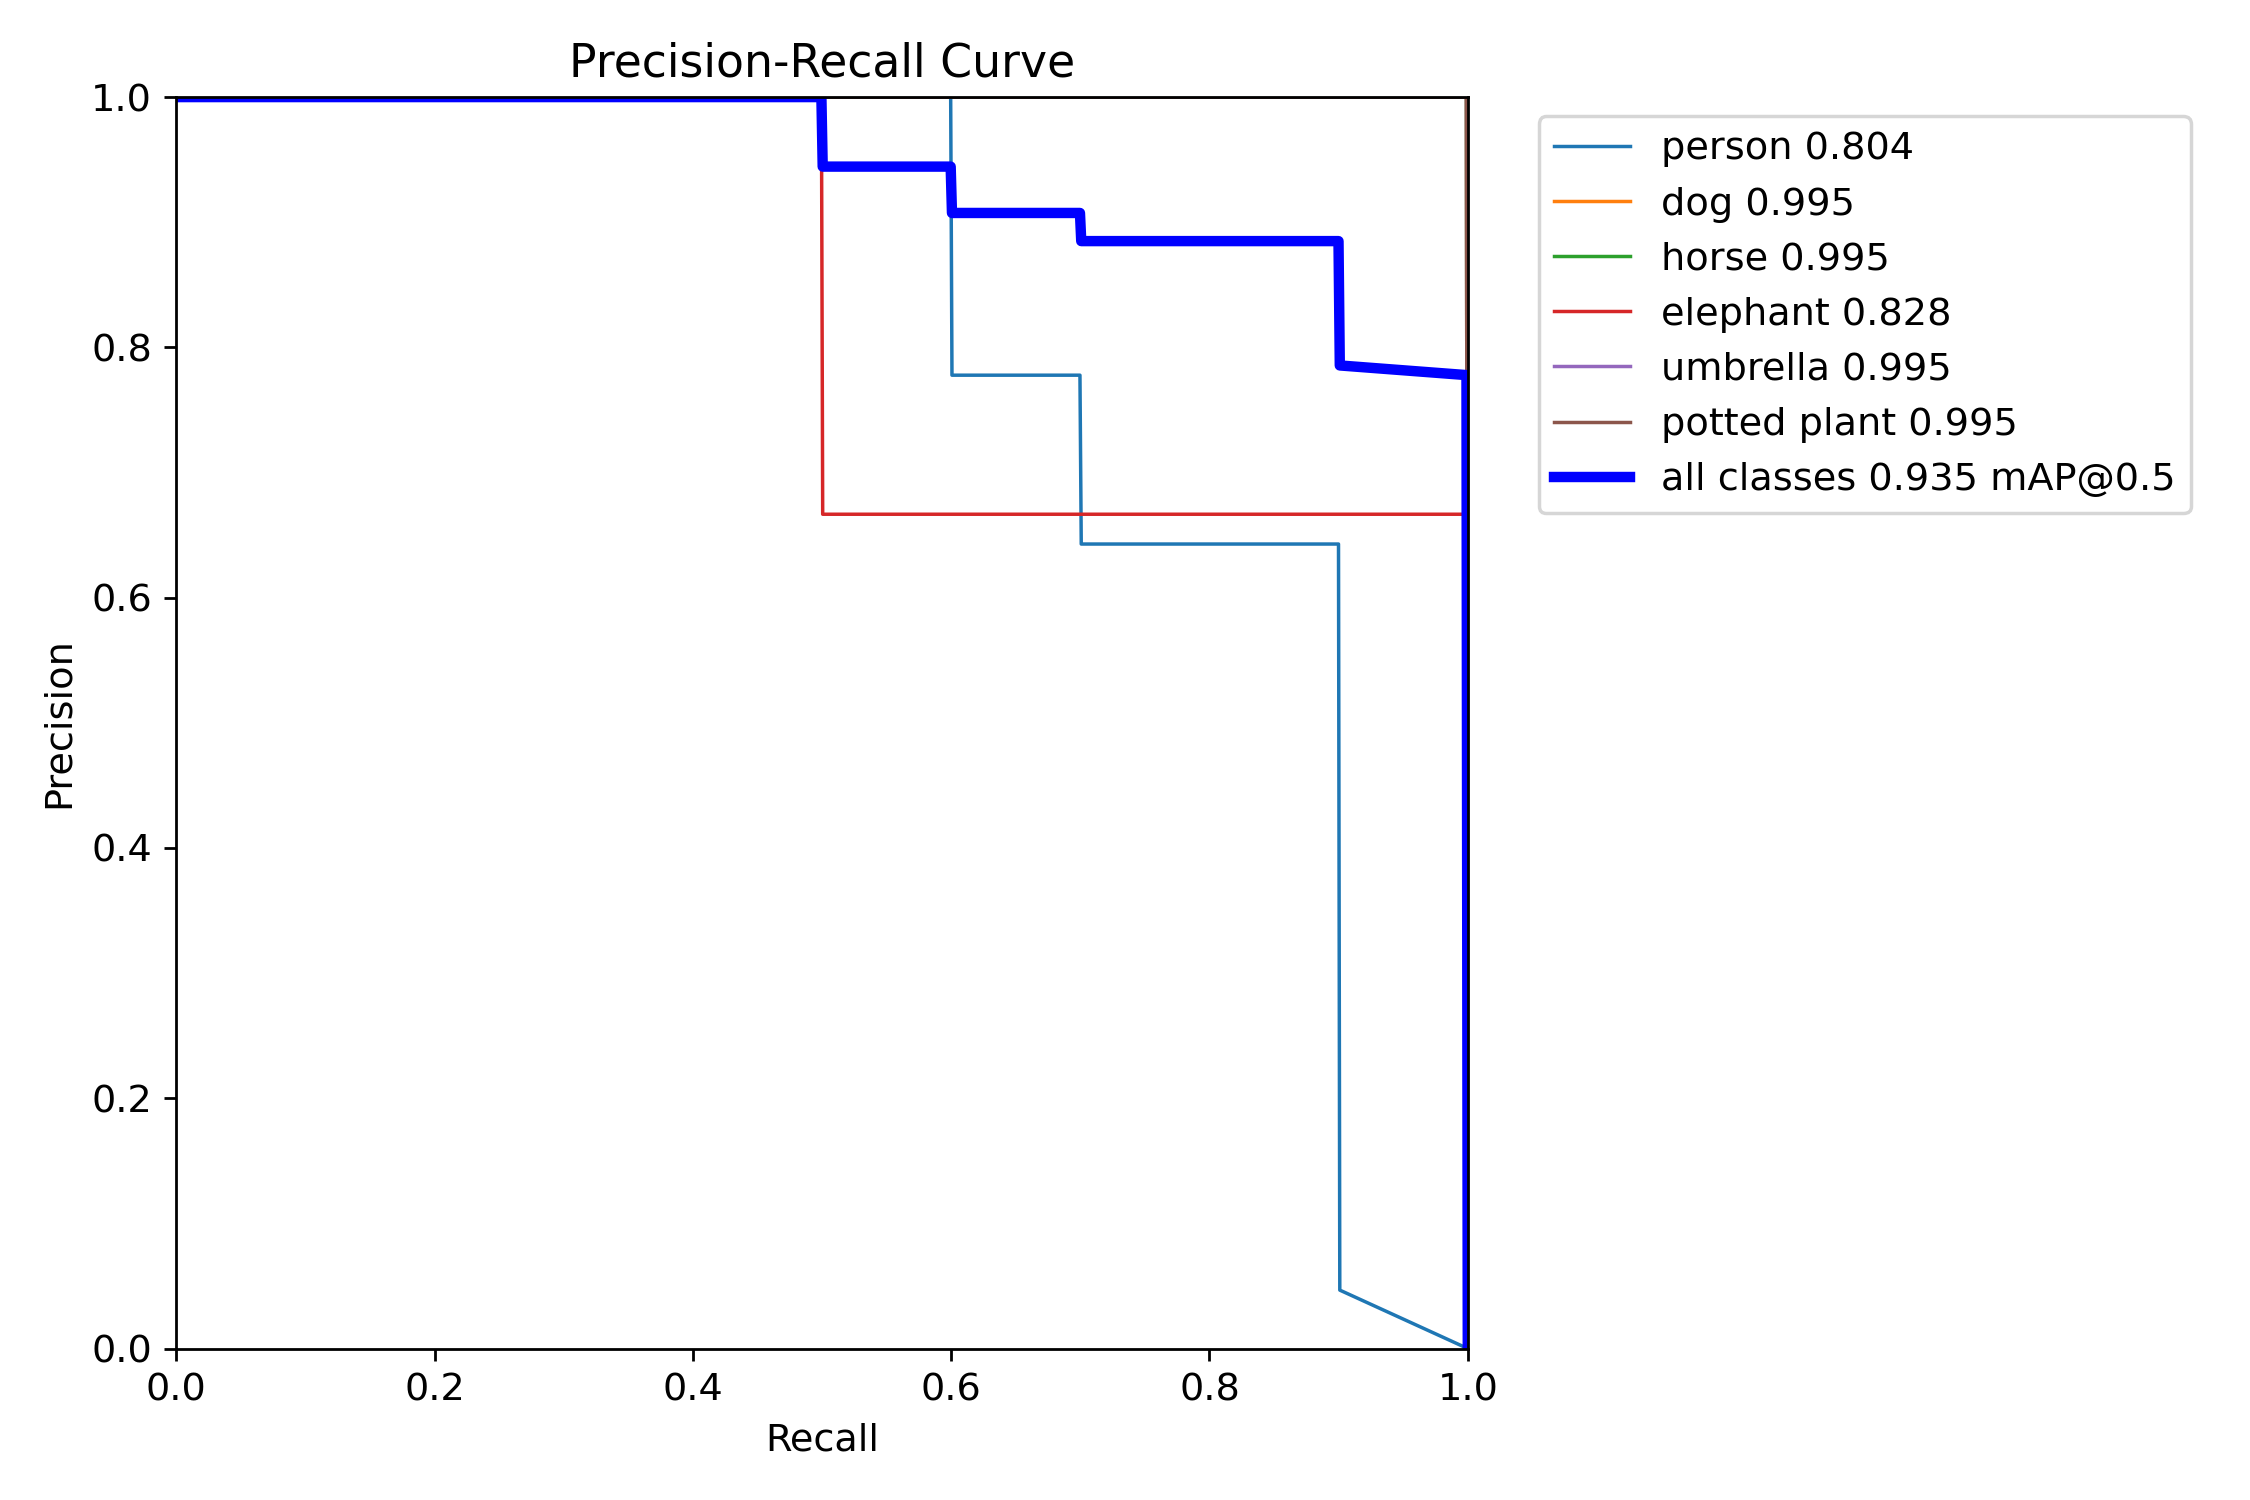 Precision-Recall Curve
1.0
0.8
0.6
0.4
0.2
0.0
Precision
0.0 0.2 0.4 0.6 0.8 1.0
Recall
person 0.804
dog 0.995
horse 0.995
elephant 0.828
umbrella 0.995
potted plant 0.995
all classes 0.935 mAP@0.5